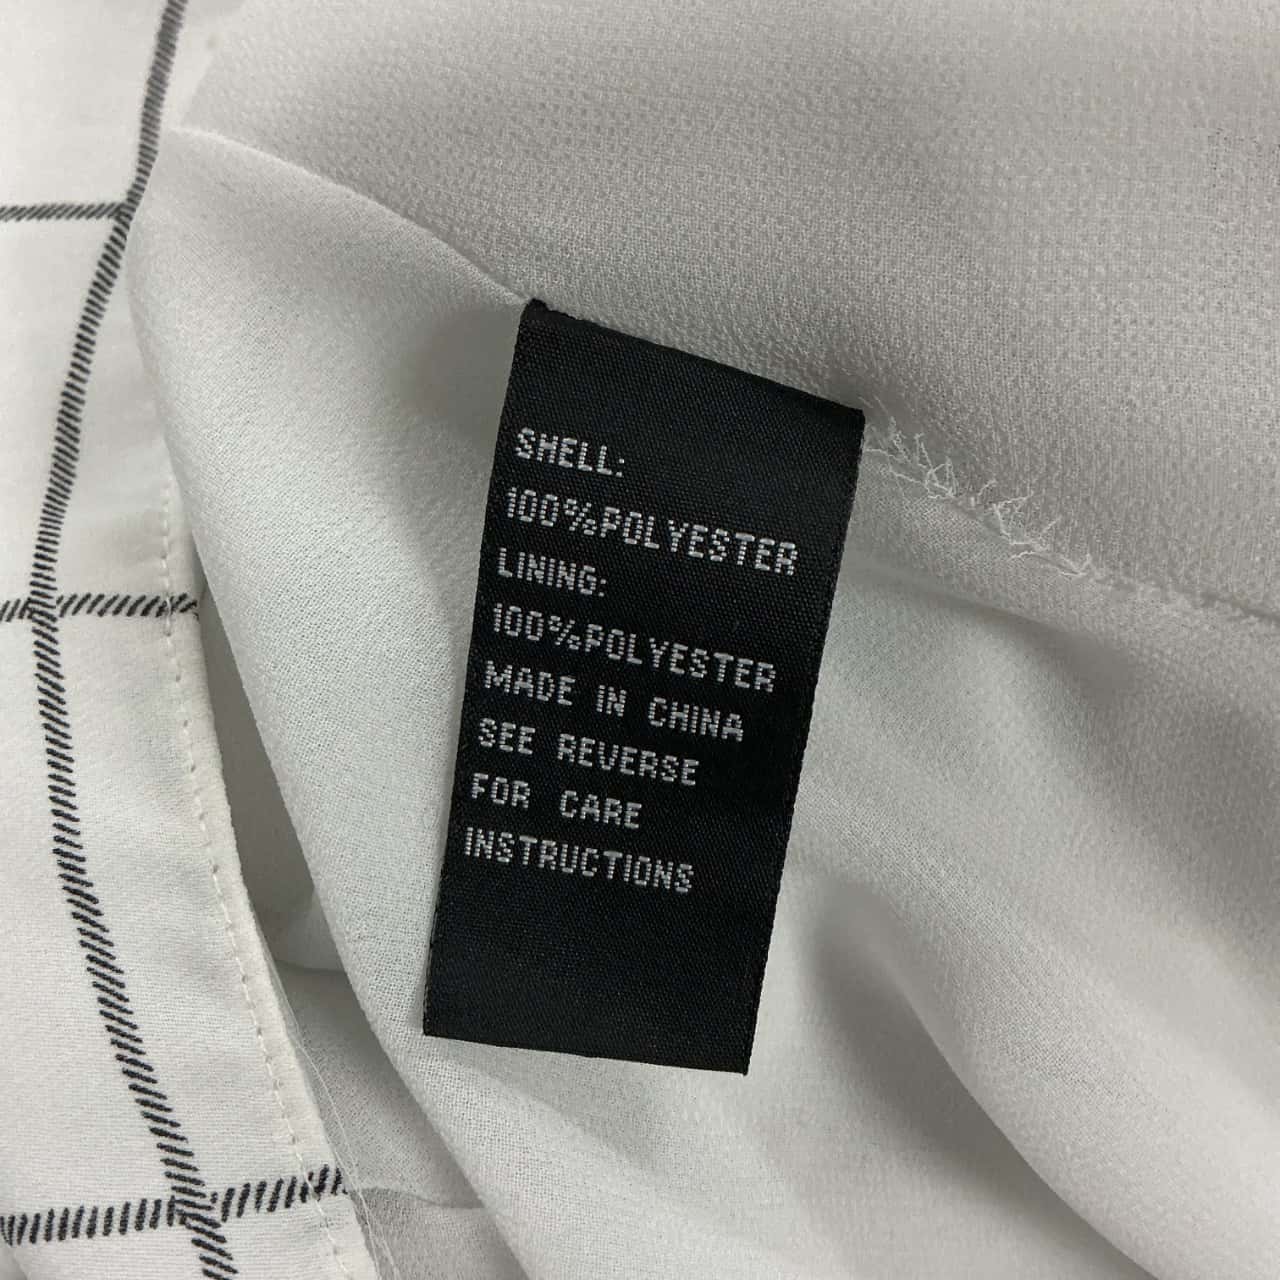 SHELL:
100%POLYESTER
LINING:
100%POLYESTER
MADE IN CHINA
SEE REVERSE
FOR CARE
INSTRUCTIONS